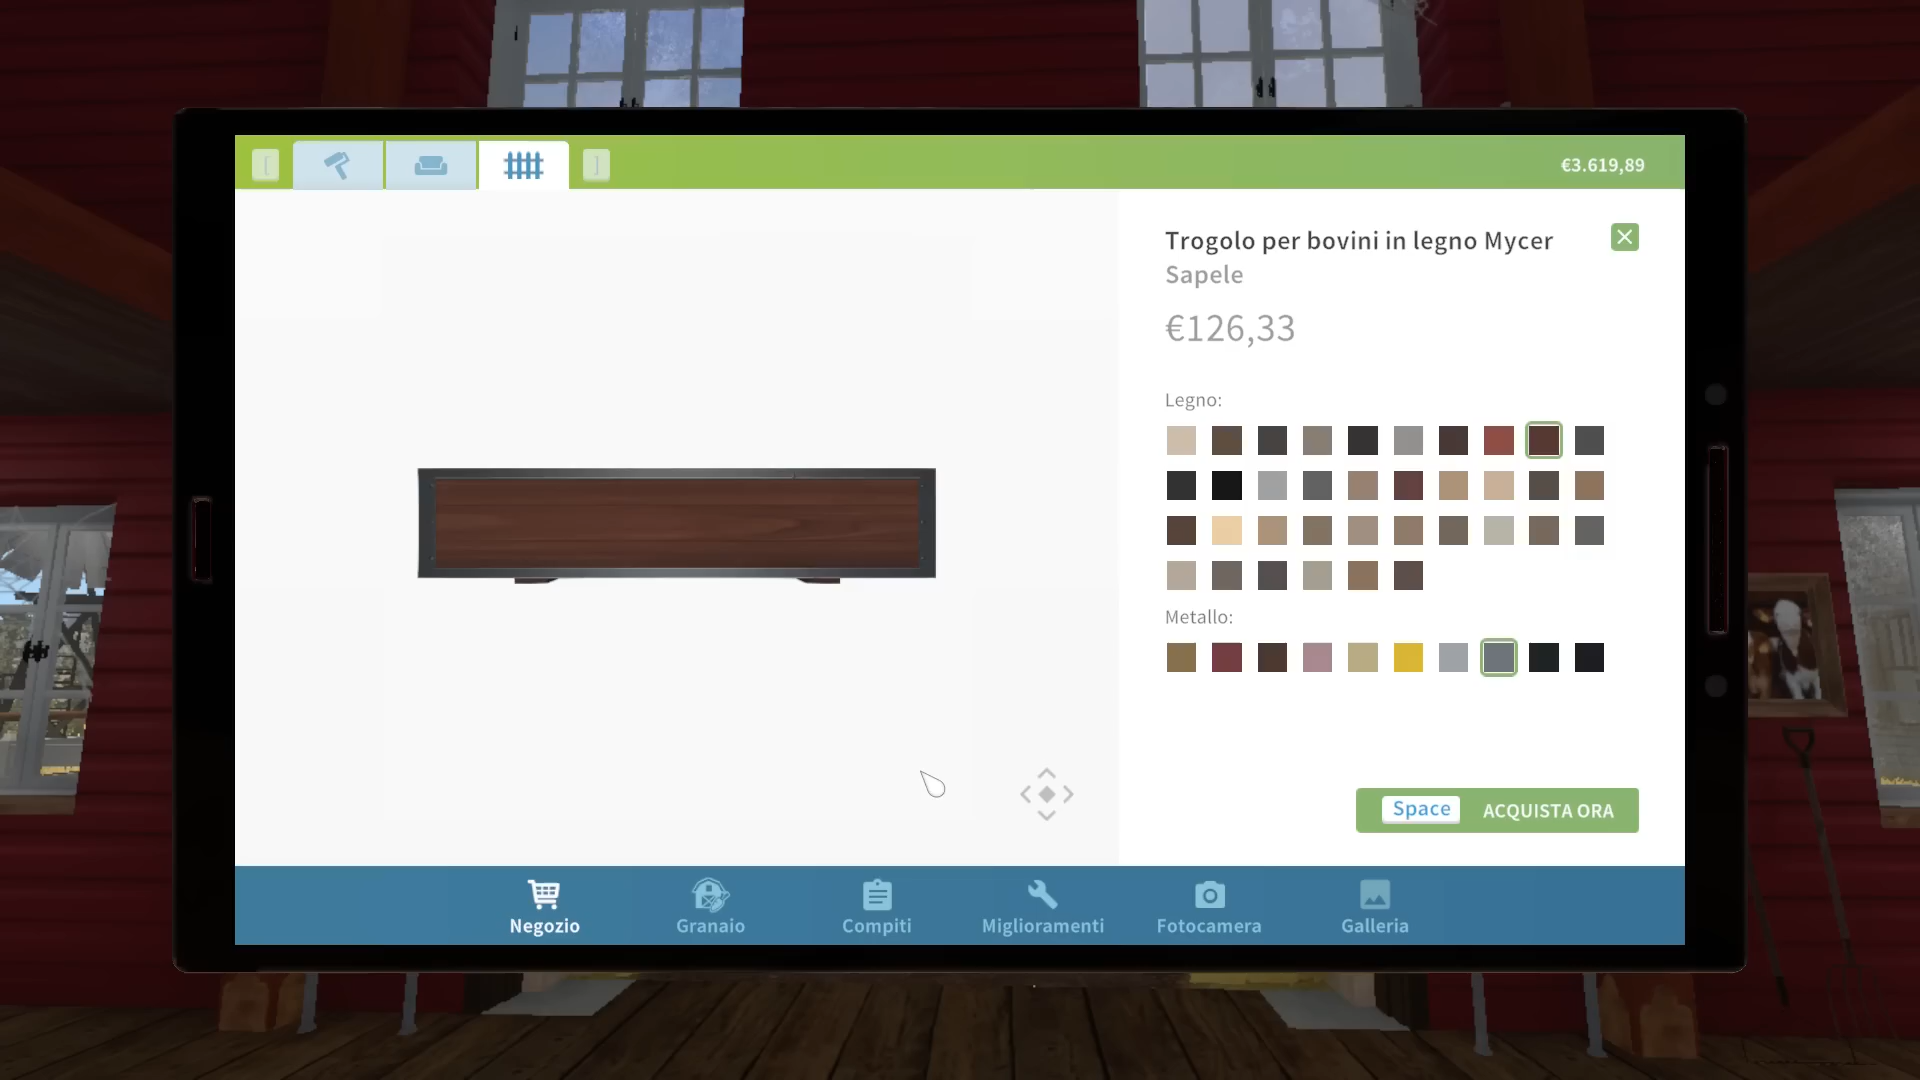 [
]
€3.619,89
Trogolo per bovini in legno Mycer
Sapele
€126,33
Legno:
Metallo:
Space ACQUISTA ORA
Negozio
Granaio
Compiti
Miglioramenti
Fotocamera
Galleria